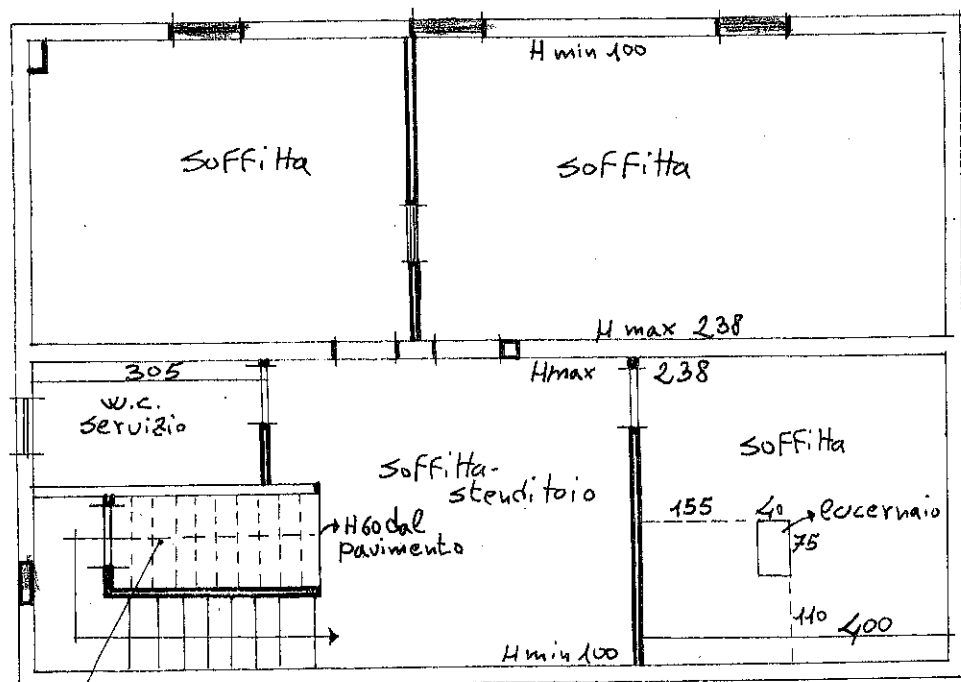 H min 100
soffitta
soffitta
H max 238
305
Hmax 238
w.c.
servizio
soffitta
soffitta-
stenditoio
155
40
lucernaio
75
H60 dal
pavimento
110
400
H min 100